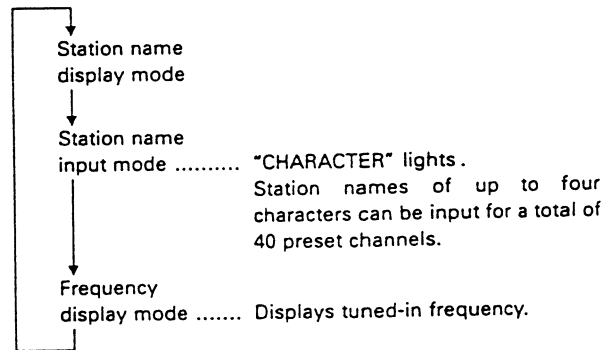 Station name
display mode
Station name
input mode .......... "CHARACTER" lights.
Station names of up to four
characters can be input for a total of
40 preset channels.
Frequency
display mode ....... Displays tuned-in frequency.